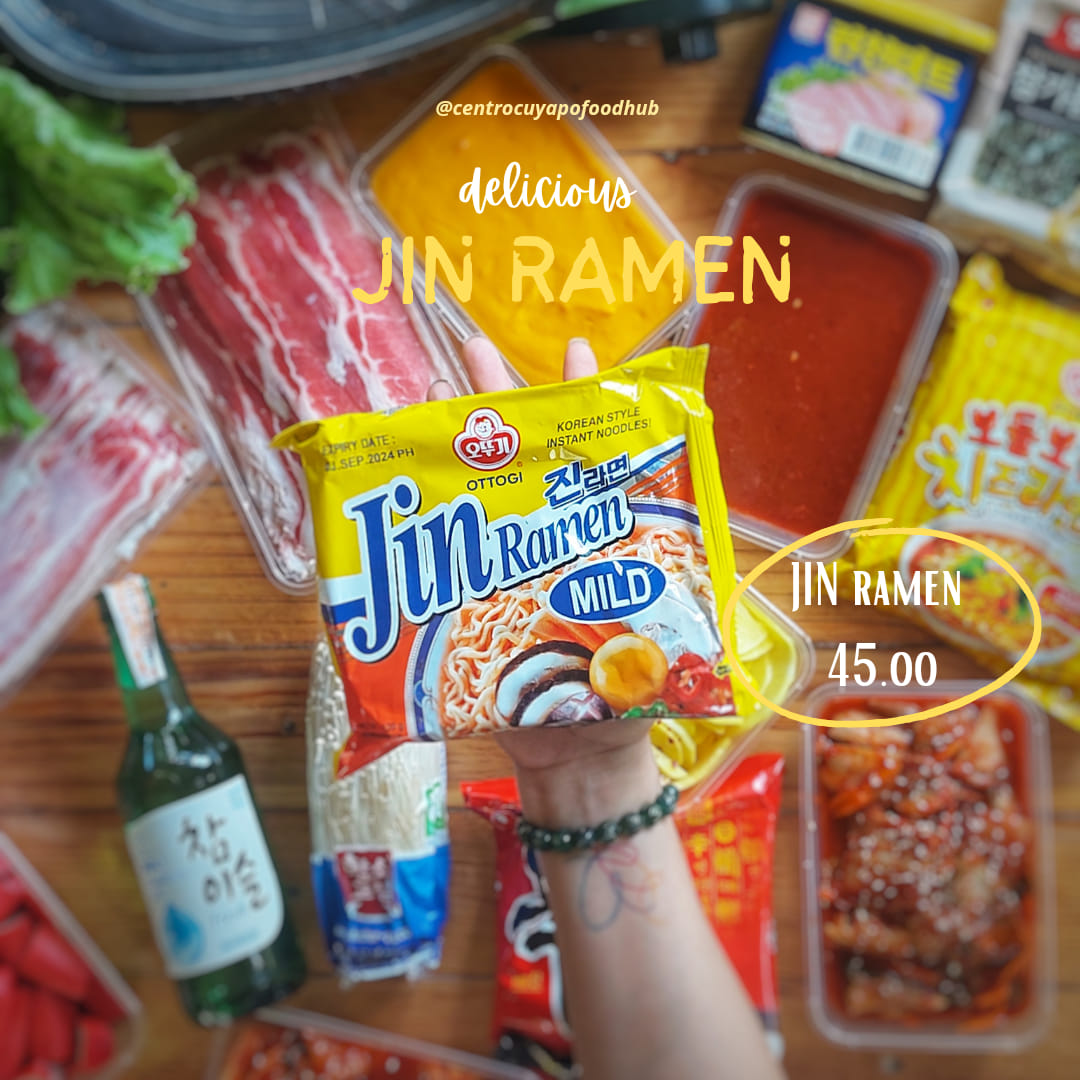 @centrocuyapofoodhub
delicious
JIN RAMEN
EXPIRY DATE :
SEP.2024 PH
오뚜기
OTTOGI
KOREAN STYLE
INSTANT NOODLES!
진라면
Jin Ramen
MILD
JIN RAMEN
45.00
참
이슬